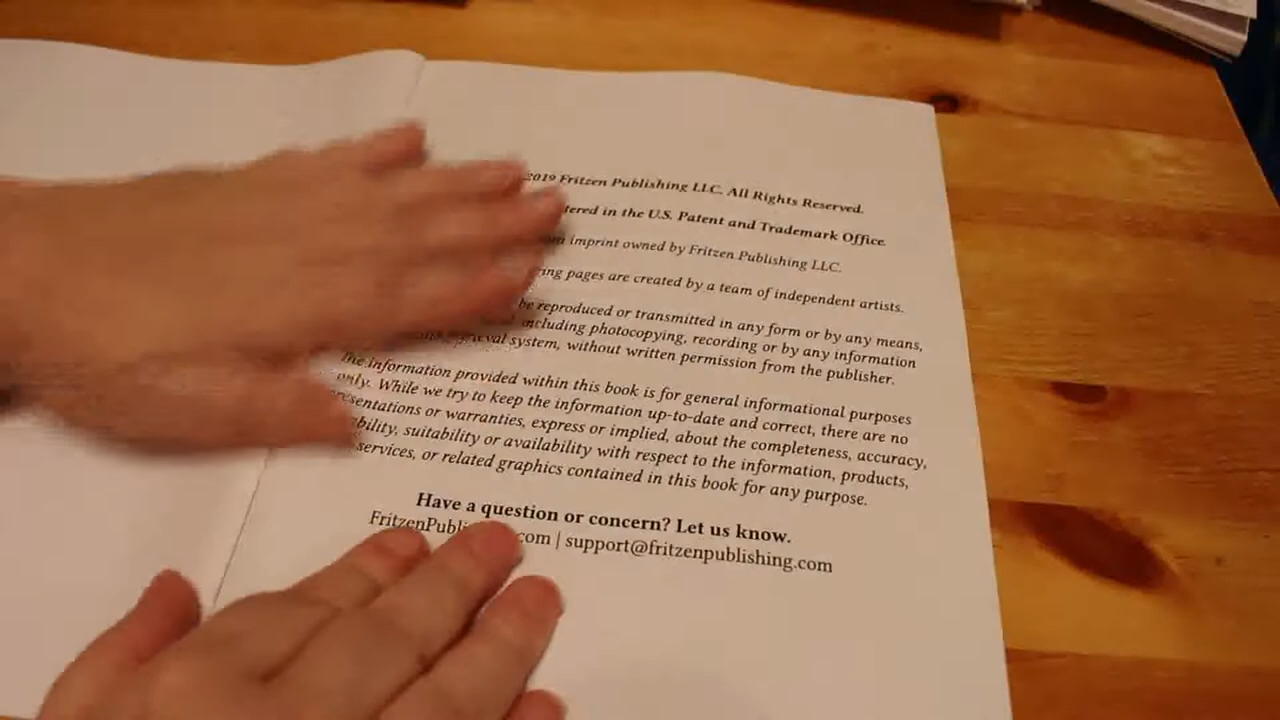 2019 Fritzen Publishing LLC. All Rights Reserved.
in the U.S. Patent and Trademark Office.
imprint owned by Fritzen Publishing LLC.
pages are created by a team of independent artists.
be reproduced or transmitted in any form or by any means,
including photocopying, recording or by any information
system, without written permission from the publisher.
The information provided within this book is for general informational purposes
only. While we try to keep the information up-to-date and correct, there are no
or warranties, express or implied, about the completeness, accuracy,
suitability or availability with respect to the information, products,
services, or related graphics contained in this book for any purpose.
Have a question or concern? Let us know.
| support@fritzenpublishing.com